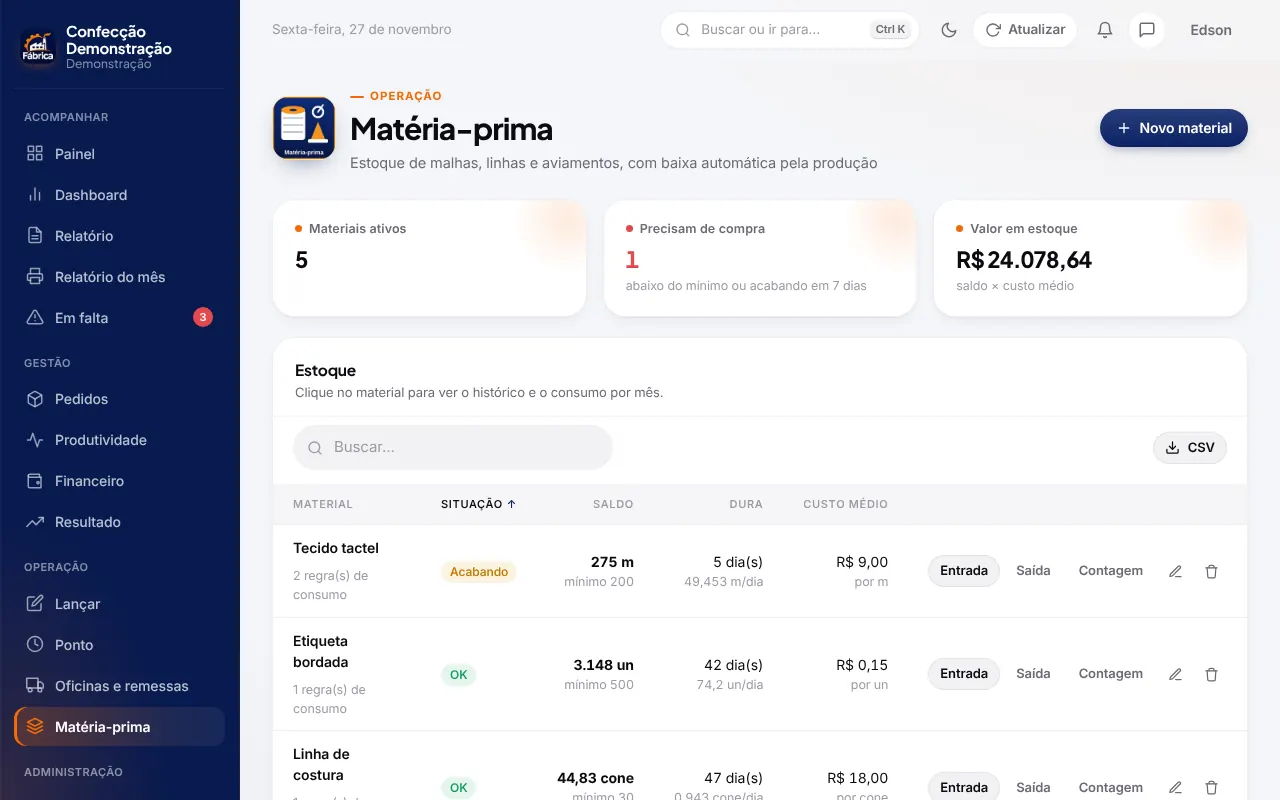 Fábrica
Confecção
Demonstração
Demonstração
ACOMPANHAR
Painel
Dashboard
Relatório
Relatório do mês
Em falta
3
GESTÃO
Pedidos
Produtividade
Financeiro
Resultado
OPERAÇÃO
Lançar
Ponto
Oficinas e remessas
Matéria-prima
ADMINISTRAÇÃO
Sexta-feira, 27 de novembro
Buscar ou ir para...
Ctrl K
Atualizar
Edson
Matéria-prima
— OPERAÇÃO
Matéria-prima
Estoque de malhas, linhas e aviamentos, com baixa automática pela produção
+ Novo material
Materiais ativos
5
Precisam de compra
1
abaixo do mínimo ou acabando em 7 dias
Valor em estoque
R$ 24.078,64
saldo × custo médio
Estoque
Clique no material para ver o histórico e o consumo por mês.
Buscar...
CSV
MATERIAL SITUAÇÃO ↑ SALDO DURA CUSTO MÉDIO
Tecido tactel
2 regra(s) de
consumo
Acabando
275 m
mínimo 200
5 dia(s)
49,453 m/dia
R$ 9,00
por m
Entrada Saída Contagem
Etiqueta
bordada
1 regra(s) de
consumo
OK
3.148 un
mínimo 500
42 dia(s)
74,2 un/dia
R$ 0,15
por un
Entrada Saída Contagem
Linha de
costura
OK
44,83 cone
mínimo 30
47 dia(s)
0,943 cone/dia
R$ 18,00
por cone
Entrada Saída Contagem